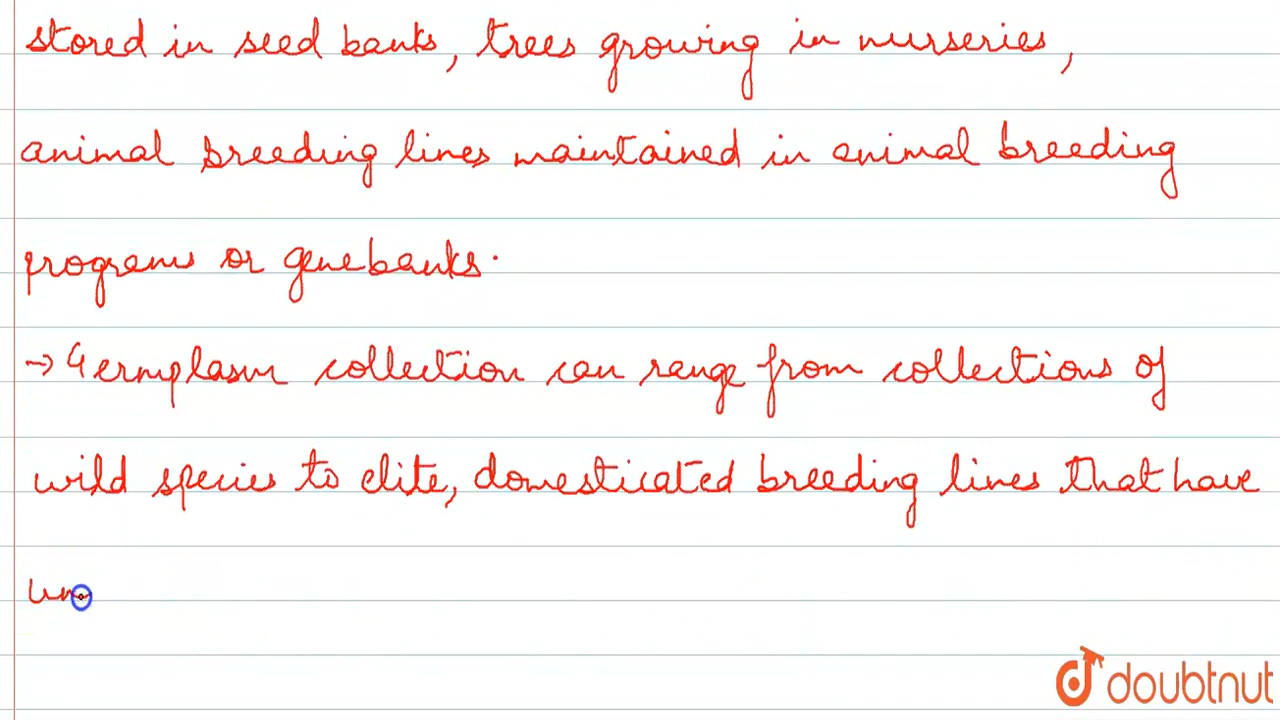 stored in seed banks, trees growing in nurseries,
animal breeding lines maintained in animal breeding
programs or genebanks.
→ Germplasm collection can range from collections of
wild species to elite, domesticated breeding lines that have
un
doubtnut